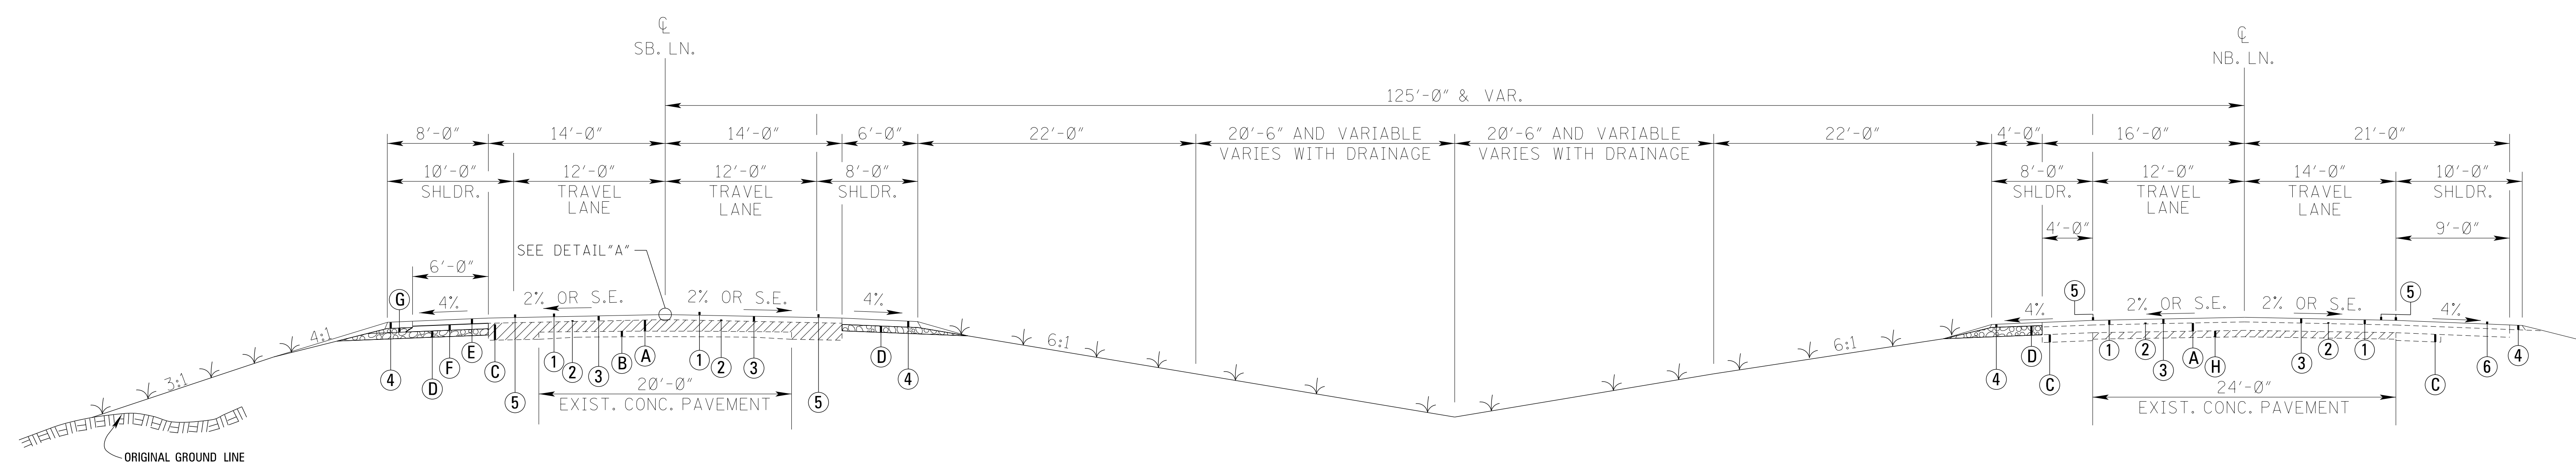 ℄
SB. LN.
℄
NB. LN.
125'-0" & VAR.
8'-0"
14'-0"
14'-0"
6'-0"
22'-0"
20'-6" AND VARIABLE
VARIES WITH DRAINAGE
20'-6" AND VARIABLE
VARIES WITH DRAINAGE
22'-0"
4'-0"
16'-0"
21'-0"
10'-0"
SHLDR.
12'-0"
TRAVEL
LANE
12'-0"
TRAVEL
LANE
8'-0"
SHLDR.
8'-0"
SHLDR.
12'-0"
TRAVEL
LANE
14'-0"
TRAVEL
LANE
10'-0"
SHLDR.
SEE DETAIL"A"
4'-0"
9'-0"
6'-0"
G
4%
2% OR S.E.
2% OR S.E.
4%
5
5
4%
2% OR S.E.
2% OR S.E.
4%
4:1
6:1
6:1
3:1
4
D
F
E
C
5
1
2
3
B
A
1
2
3
5
D
4
4
D
C
1
2
3
A
H
3
2
1
C
6
4
20'-0"
EXIST. CONC. PAVEMENT
24'-0"
EXIST. CONC. PAVEMENT
ORIGINAL GROUND LINE